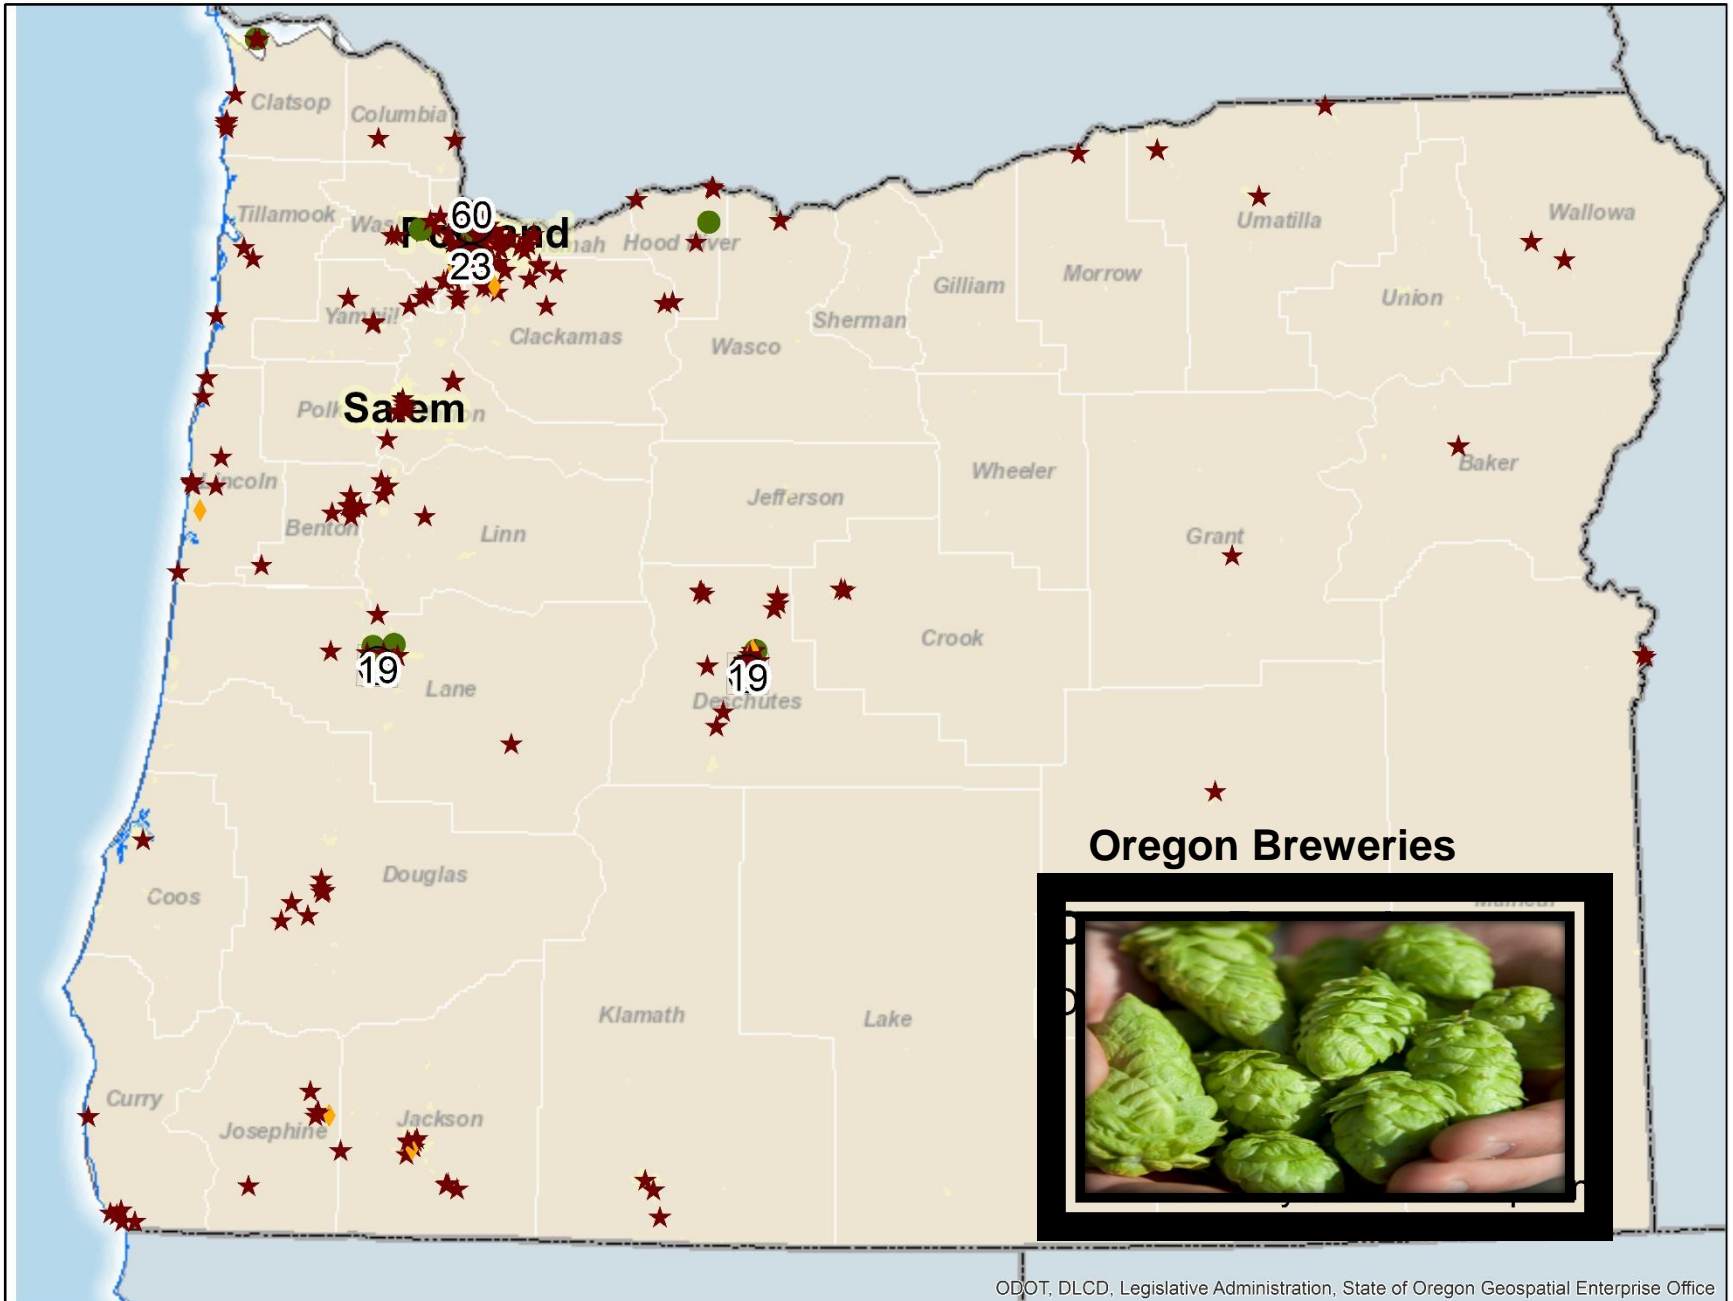 Clatsop
Columbia
Tillamook
60
Portland
Hood River
23
Umatilla
Wallowa
Morrow
Gilliam
Union
Sherman
Yamhill
Clackamas
Wasco
Polk
Salem
Lincoln
Jefferson
Wheeler
Baker
Benton
Linn
Grant
Crook
19
Lane
19
Deschutes
Oregon Breweries
Douglas
Coos
Klamath
Lake
Curry
Josephine
Jackson
ODOT, DLCD, Legislative Administration, State of Oregon Geospatial Enterprise Office